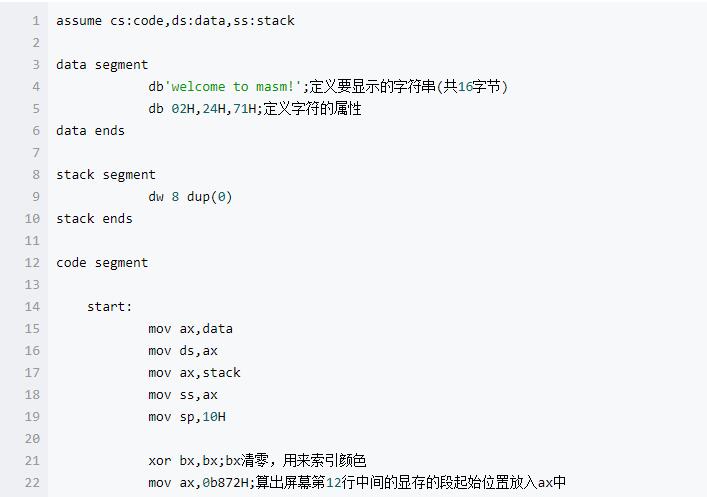 1 assume cs:code,ds:data,ss:stack
2
3 data segment
4 db'welcome to masm!';定义要显示的字符串(共16字节)
5 db 02H,24H,71H;定义字符的属性
6 data ends
7
8 stack segment
9 dw 8 dup(0)
10 stack ends
11
12 code segment
13
14 start:
15 mov ax,data
16 mov ds,ax
17 mov ax,stack
18 mov ss,ax
19 mov sp,10H
20
21 xor bx,bx;bx清零，用来索引颜色
22 mov ax,0b872H;算出屏幕第12行中间的显存的段起始位置放入ax中